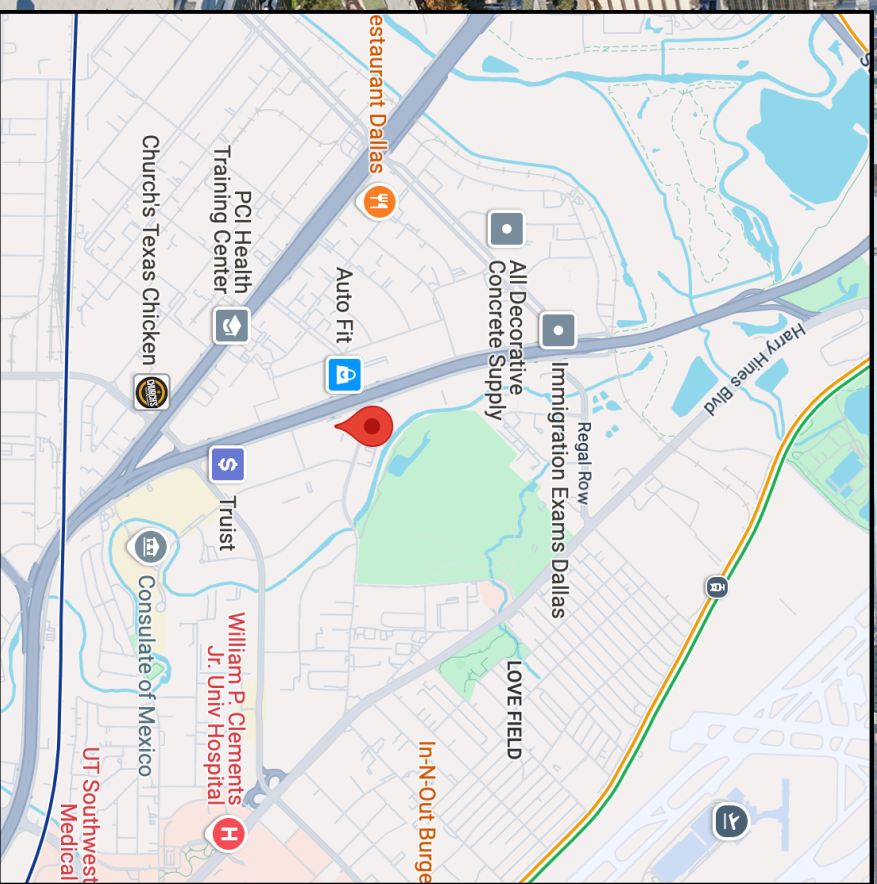 Harry Hines Blvd
Regal Row
Immigration Exams Dallas
All Decorative
Concrete Supply
LOVE FIELD
In-N-Out Burge
estaurant Dallas
Auto Fit
PCI Health
Training Center
Truist
William P. Clements
Jr. Univ Hospital
H
Church's Texas Chicken
CHURCH'S
$
Consulate of Mexico
UT Southwest
Medical